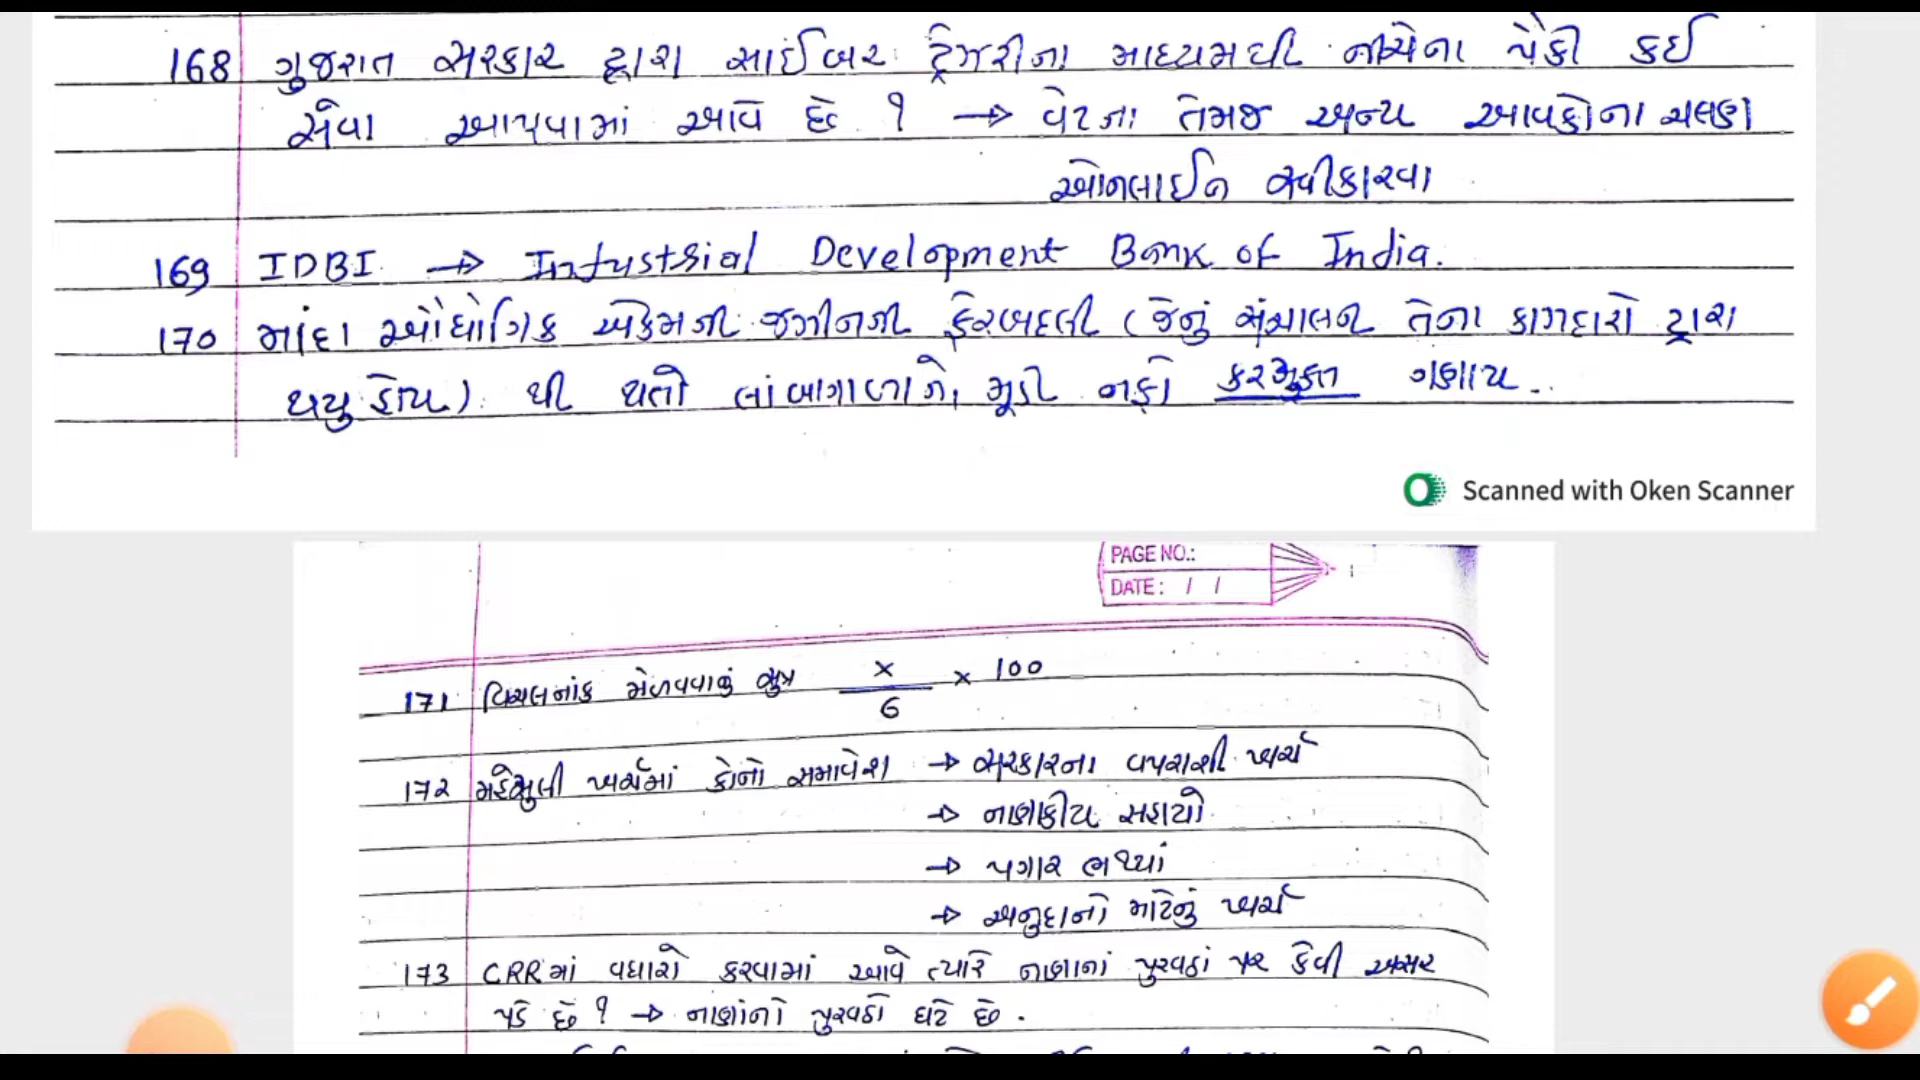 168 ગુજરાત સરકાર દ્વારા સાઈબર ટ્રેઝરીના માધ્યમથી નીચેના પૈકી કઈ
સેવા આપવામાં આવે છે ? → વેટના તેમજ અન્ય આવકોના ચલણ
ઓનલાઈન સ્વીકારવા
169 IDBI → Industrial Development Bank of India.
170 માંદા ઔદ્યોગિક એકમની જમીનની ફેરબદલી (જેનું સંચાલન તેના કામદારો દ્વારા
થયુ હોય) થી થતો લાંબાગાળાને, મૂડી નફો કરમુક્ત ગણાય.
Scanned with Oken Scanner
PAGE NO.:
DATE: / /
171 વિચલનાંક મેળવવાનું સુત્ર x/6 × 100
172 મહેસુલી ખર્ચમાં કોનો સમાવેશ → સરકારના વપરાશી ખર્ચ
→ નાણાકીય સહાયો
→ પગાર ભથ્થાં
→ અનુદાનો માટેનું ખર્ચ
173 CRRમાં વધારો કરવામાં આવે ત્યારે નાણાનાં પુરવઠાં પર કેવી અસર
પડે છે ? → નાણાંનો પુરવઠો ઘટે છે.